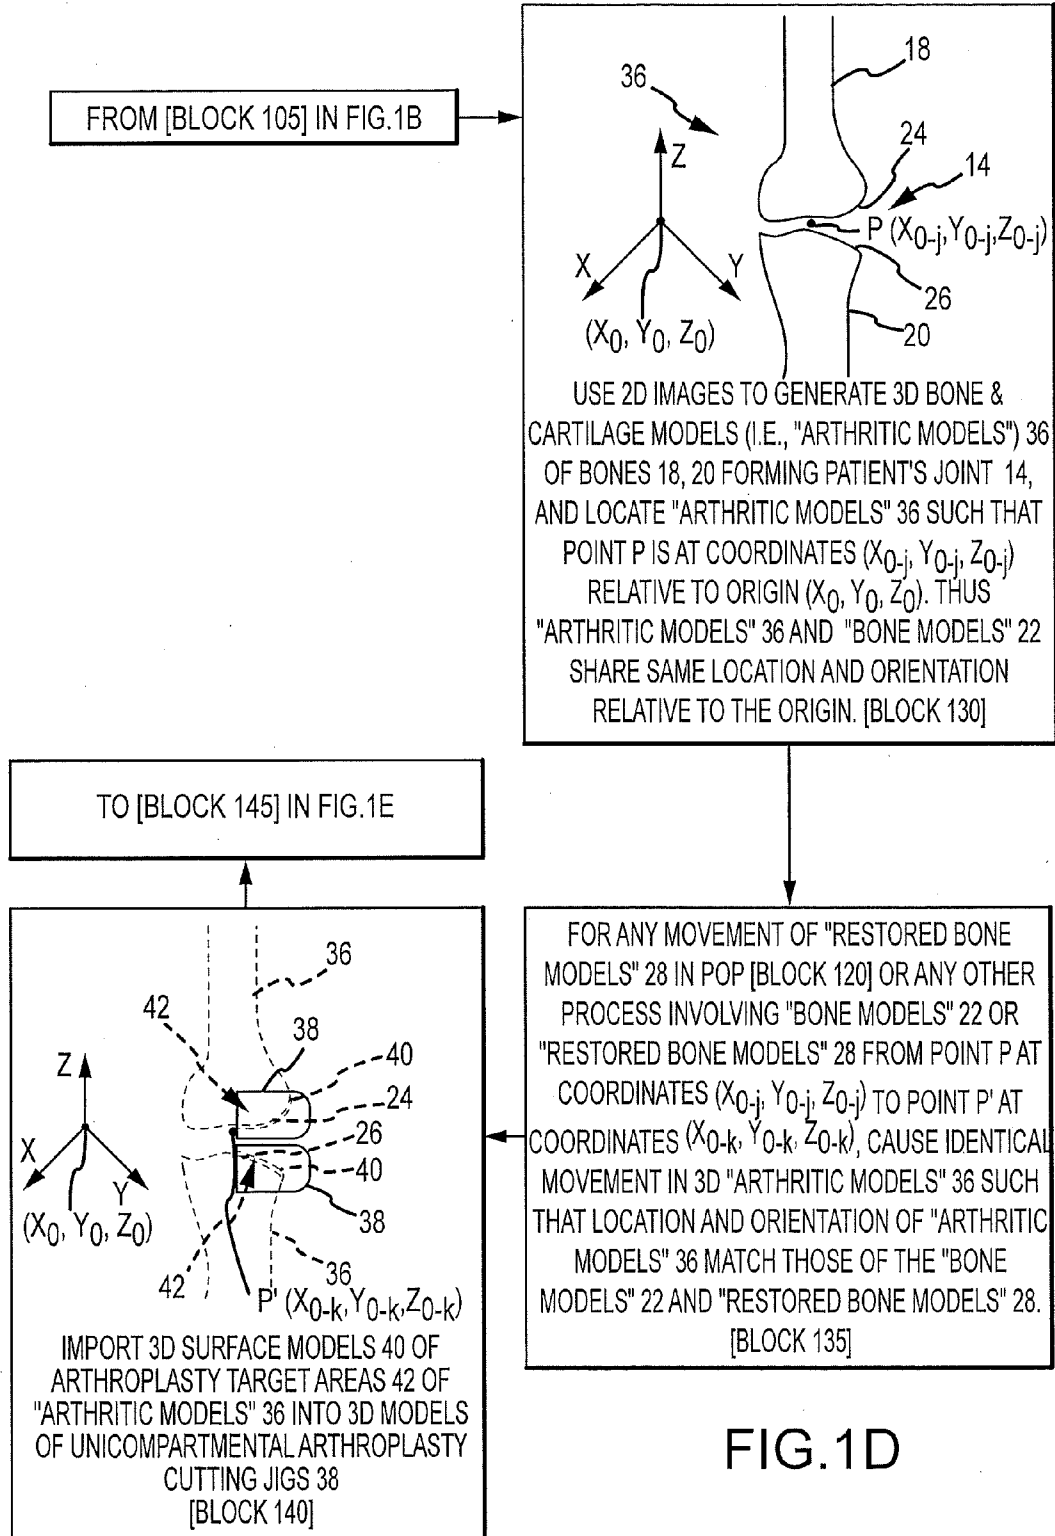 FROM [BLOCK 105] IN FIG.1B
18
36
24
14
Z
P (X0-j,Y0-j,Z0-j)
X
Y
26
20
(X0, Y0, Z0)
USE 2D IMAGES TO GENERATE 3D BONE &
CARTILAGE MODELS (I.E., "ARTHRITIC MODELS") 36
OF BONES 18, 20 FORMING PATIENT'S JOINT 14,
AND LOCATE "ARTHRITIC MODELS" 36 SUCH THAT
POINT P IS AT COORDINATES (X0-j, Y0-j, Z0-j)
RELATIVE TO ORIGIN (X0, Y0, Z0). THUS
"ARTHRITIC MODELS" 36 AND "BONE MODELS" 22
SHARE SAME LOCATION AND ORIENTATION
RELATIVE TO THE ORIGIN. [BLOCK 130]
FOR ANY MOVEMENT OF "RESTORED BONE
MODELS" 28 IN POP [BLOCK 120] OR ANY OTHER
PROCESS INVOLVING "BONE MODELS" 22 OR
"RESTORED BONE MODELS" 28 FROM POINT P AT
COORDINATES (X0-j, Y0-j, Z0-j) TO POINT P' AT
COORDINATES (X0-k, Y0-k, Z0-k), CAUSE IDENTICAL
MOVEMENT IN 3D "ARTHRITIC MODELS" 36 SUCH
THAT LOCATION AND ORIENTATION OF "ARTHRITIC
MODELS" 36 MATCH THOSE OF THE "BONE
MODELS" 22 AND "RESTORED BONE MODELS" 28.
[BLOCK 135]
36
42
38
40
Z
24
26
40
X
Y
38
(X0, Y0, Z0)
42
36
P' (X0-k,Y0-k,Z0-k)
IMPORT 3D SURFACE MODELS 40 OF
ARTHROPLASTY TARGET AREAS 42 OF
"ARTHRITIC MODELS" 36 INTO 3D MODELS
OF UNICOMPARTMENTAL ARTHROPLASTY
CUTTING JIGS 38
[BLOCK 140]
TO [BLOCK 145] IN FIG.1E
FIG.1D